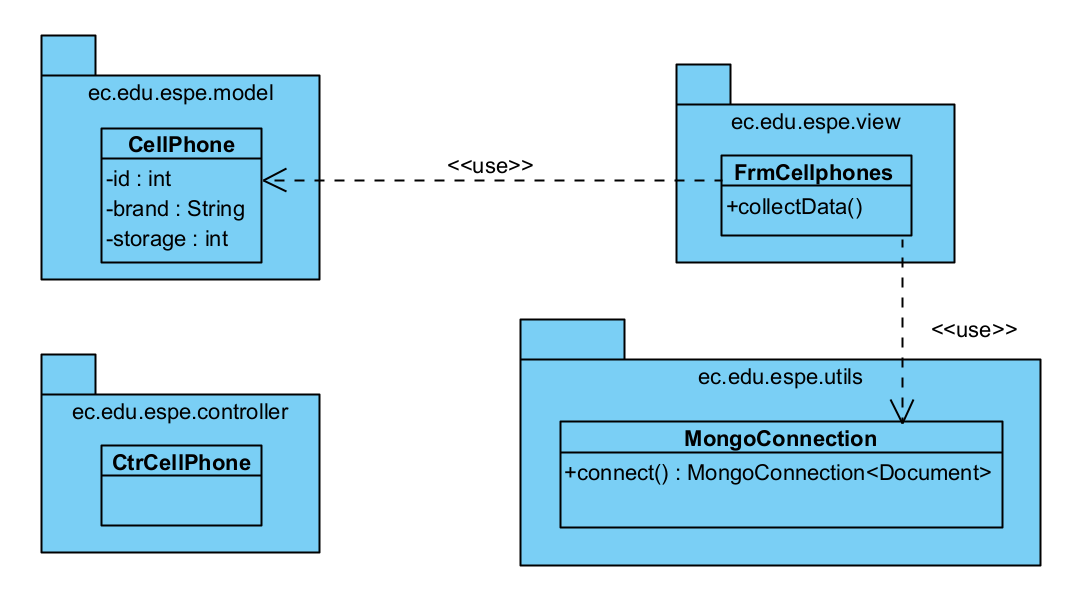 ec.edu.espe.model
CellPhone
-id : int
-brand : String
-storage : int
<<use>>
ec.edu.espe.view
FrmCellphones
+collectData()
<<use>>
ec.edu.espe.controller
CtrCellPhone
ec.edu.espe.utils
MongoConnection
+connect() : MongoConnection<Document>